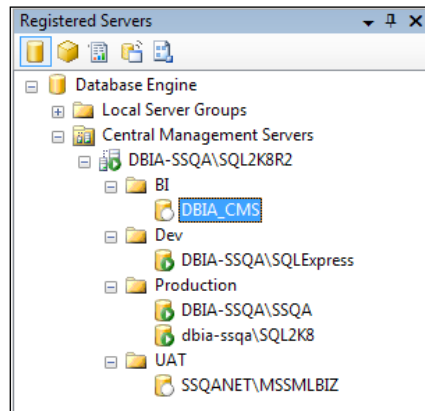 Registered Servers
Database Engine
Local Server Groups
Central Management Servers
DBIA-SSQA\SQL2K8R2
BI
DBIA_CMS
Dev
DBIA-SSQA\SQLExpress
Production
DBIA-SSQA\SSQA
dbia-ssqa\SQL2K8
UAT
SSQANET\MSSMLBIZ